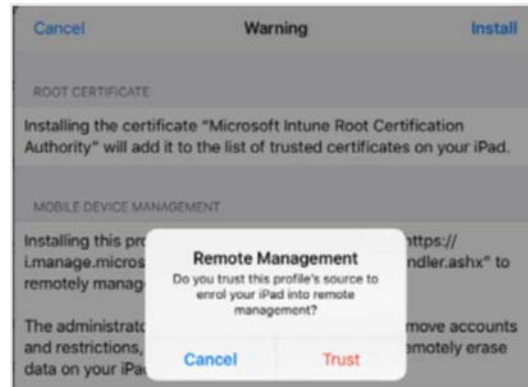 Cancel Warning Install
ROOT CERTIFICATE
Installing the certificate “Microsoft Intune Root Certification
Authority” will add it to the list of trusted certificates on your iPad.
MOBILE DEVICE MANAGEMENT
Installing this pro https://
i.manage.micros ndler.ashx” to
remotely manag
Remote Management
Do you trust this profile's source to
enrol your iPad into remote
management?
Cancel Trust
The administrato move accounts
and restrictions, emotely erase
data on your iPa